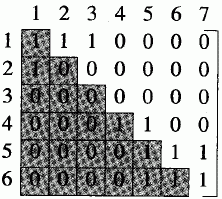 1 2 3 4 5 6 7
1 1 1 1 0 0 0 0
2 1 0 0 0 0 0 0
3 0 0 0 0 0 0 0
4 0 0 0 1 1 0 0
5 0 0 0 0 1 1 1
6 0 0 0 0 1 1 1